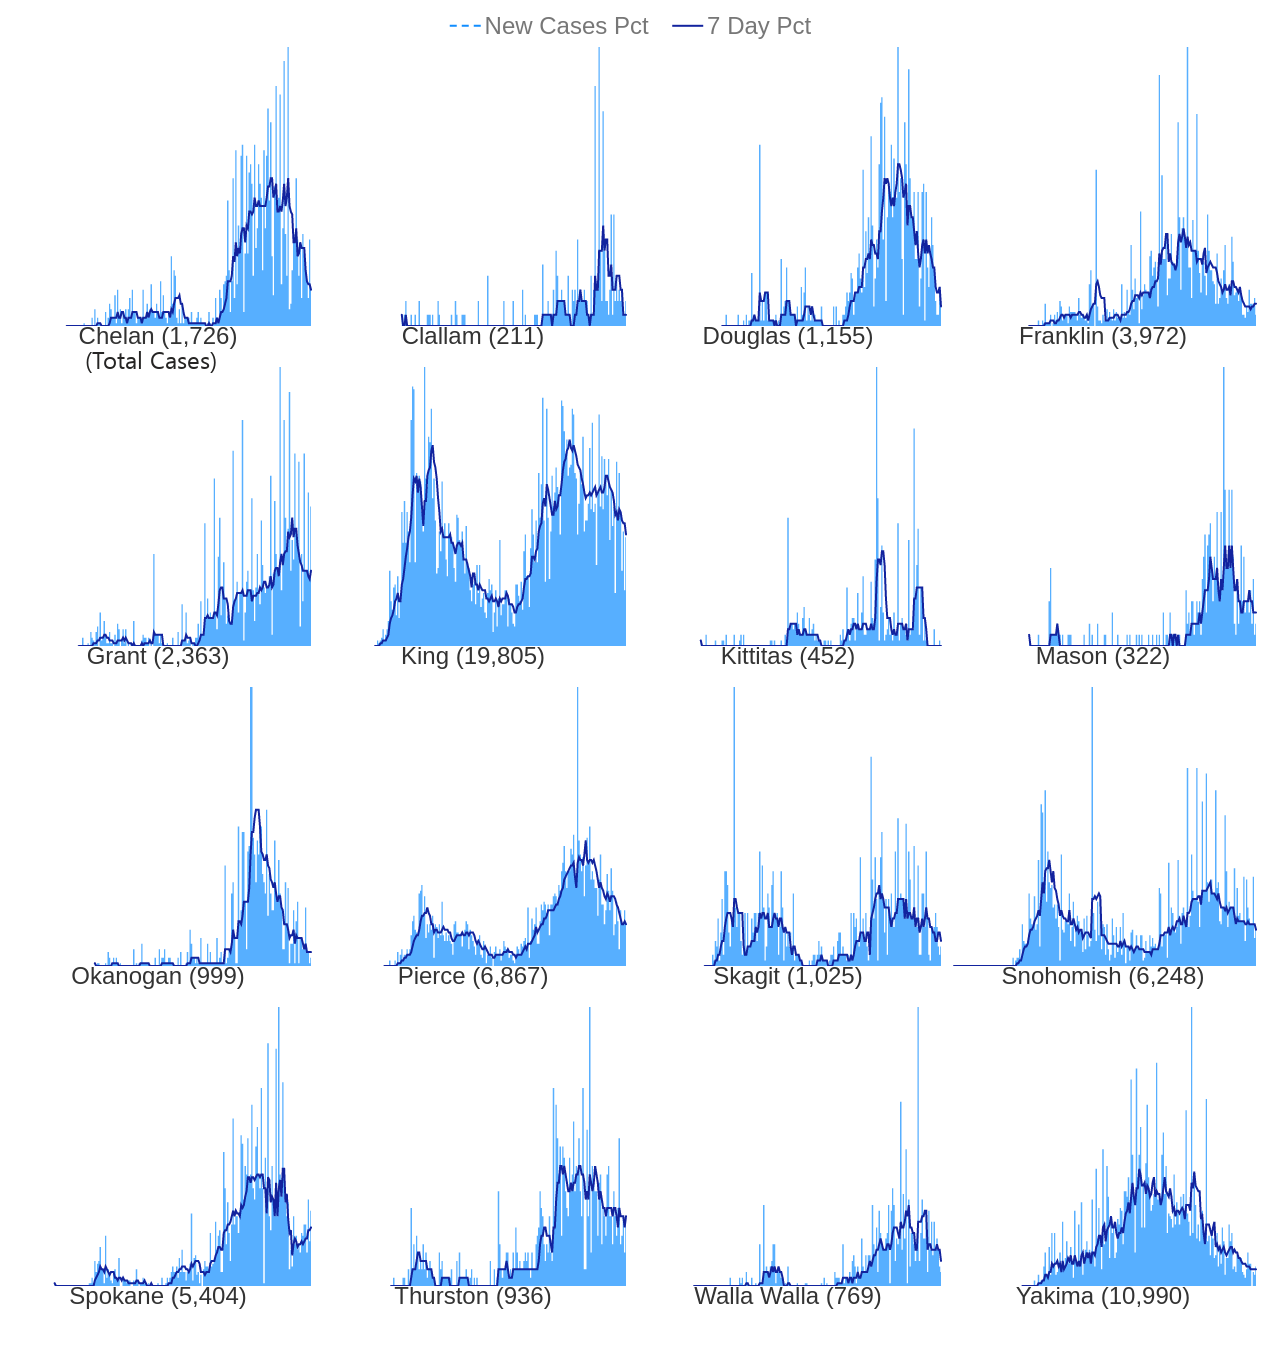 New Cases Pct 7 Day Pct
Chelan (1,726) Clallam (211) Douglas (1,155) Franklin (3,972)
(Total Cases)
Grant (2,363) King (19,805) Kittitas (452) Mason (322)
Okanogan (999) Pierce (6,867) Skagit (1,025) Snohomish (6,248)
Spokane (5,404) Thurston (936) Walla Walla (769) Yakima (10,990)